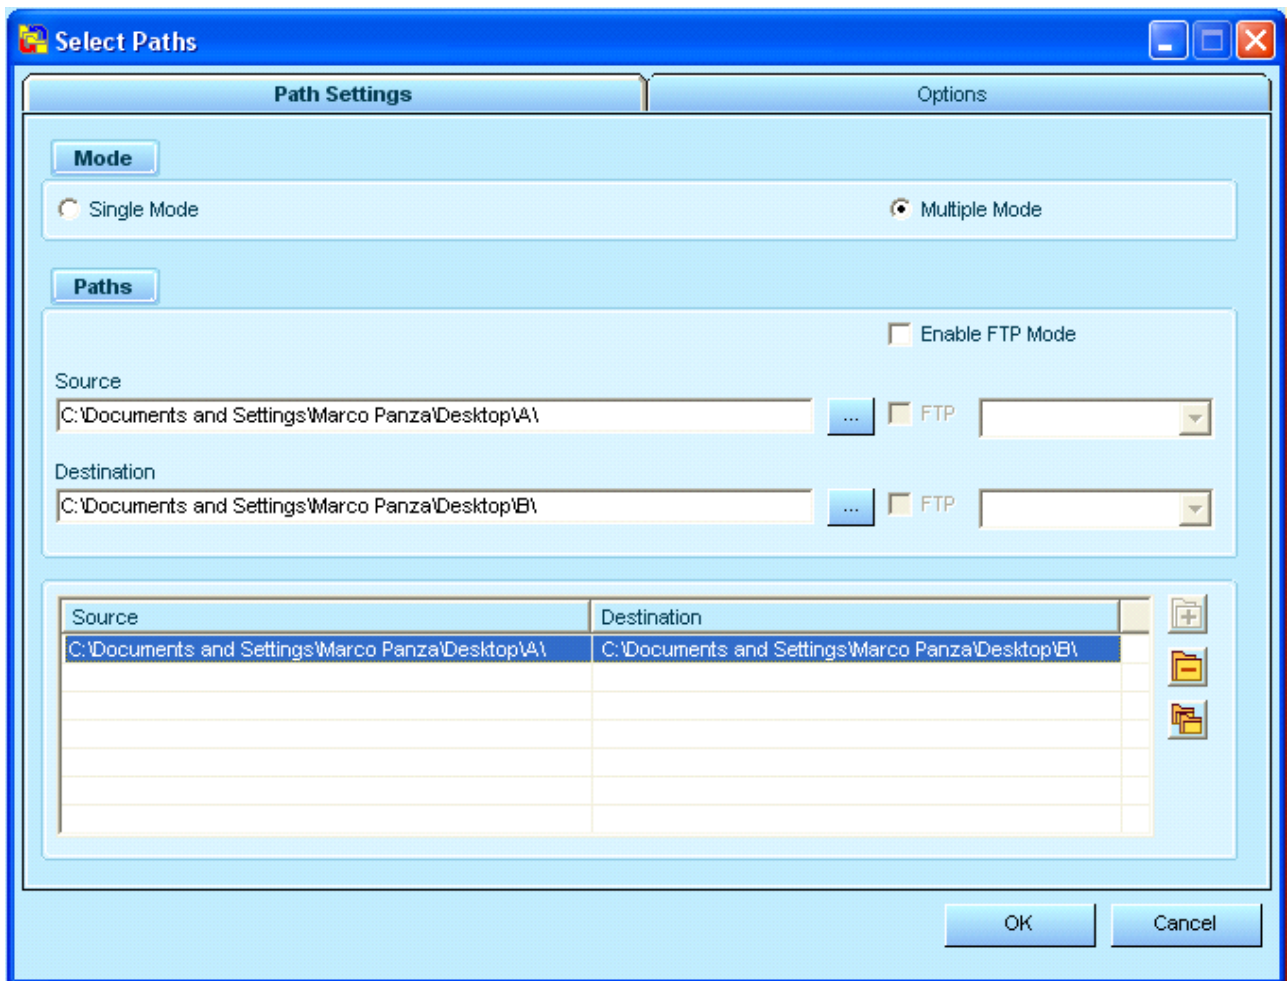 Select Paths
Path Settings Options
Mode
Single Mode Multiple Mode
Paths
Enable FTP Mode
Source
C:\Documents and Settings\Marco Panza\Desktop\A\ ... FTP
Destination
C:\Documents and Settings\Marco Panza\Desktop\B\ ... FTP
Source Destination
C:\Documents and Settings\Marco Panza\Desktop\A\ C:\Documents and Settings\Marco Panza\Desktop\B\
OK Cancel